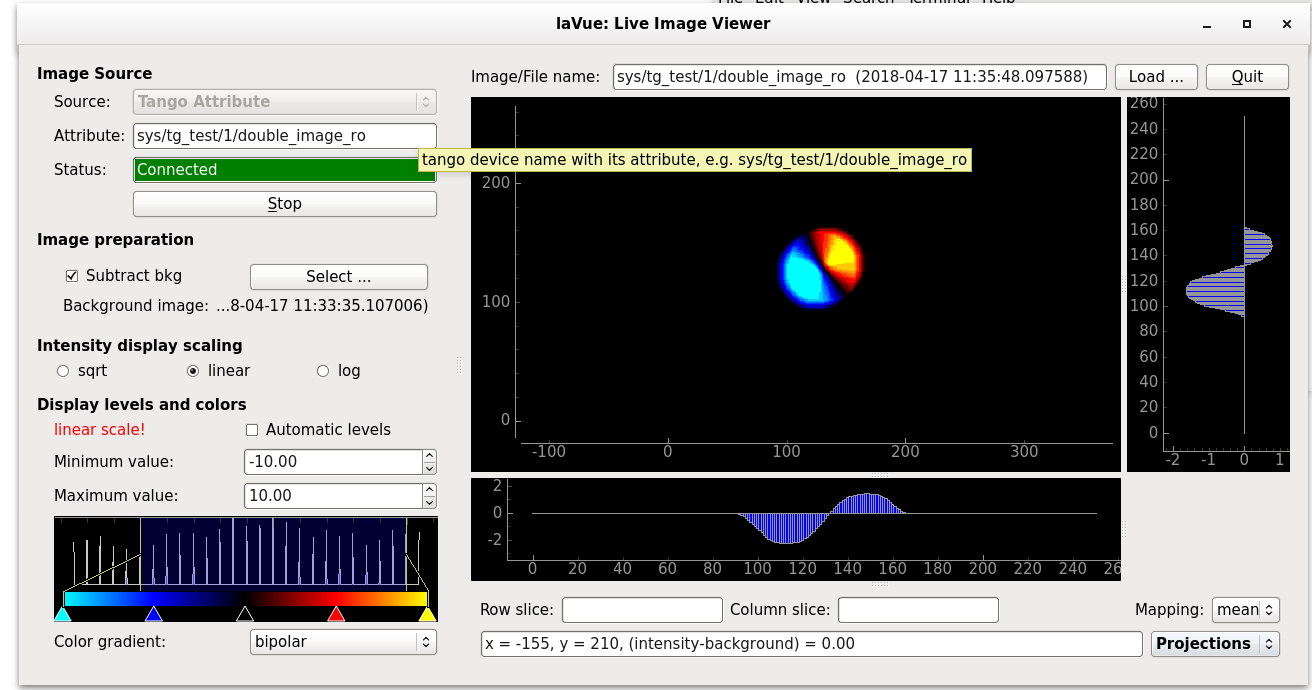 File Edit View Search Terminal Help
laVue: Live Image Viewer
Image Source
Source: Tango Attribute
Attribute: sys/tg_test/1/double_image_ro
Status: Connected
Stop
Image preparation
Subtract bkg Select ...
Background image: ...8-04-17 11:33:35.107006)
Intensity display scaling
sqrt linear log
Display levels and colors
linear scale! Automatic levels
Minimum value: -10.00
Maximum value: 10.00
Color gradient: bipolar
Image/File name: sys/tg_test/1/double_image_ro (2018-04-17 11:35:48.097588) Load ... Quit
tango device name with its attribute, e.g. sys/tg_test/1/double_image_ro
200
100
0
-100 0 100 200 300
260
220
200
180
160
140
120
100
80
60
40
20
0
-2 -1 0 1
2
0
-2
0 20 40 60 80 100 120 140 160 180 200 220 240
Row slice: Column slice: Mapping: mean
x = -155, y = 210, (intensity-background) = 0.00 Projections